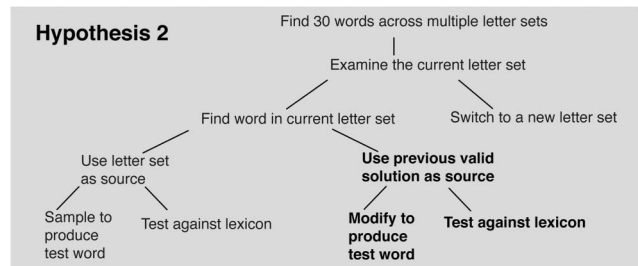 Hypothesis 2
Find 30 words across multiple letter sets
Examine the current letter set
Find word in current letter set
Switch to a new letter set
Use letter set
as source
Use previous valid
solution as source
Sample to
produce
test word
Test against lexicon
Modify to
produce
test word
Test against lexicon